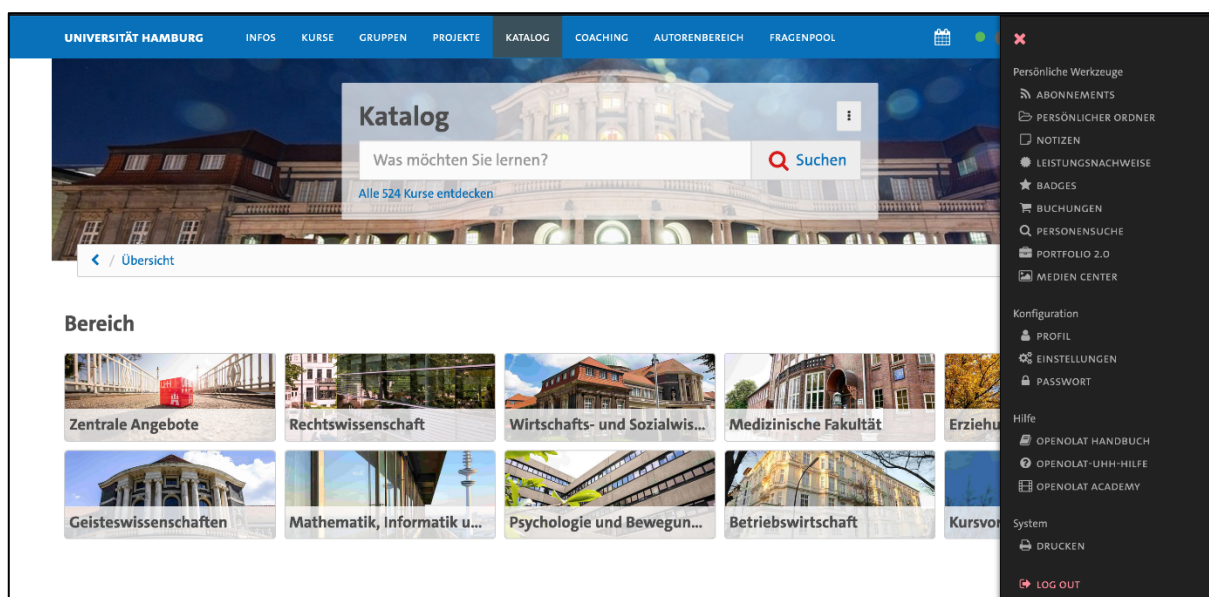 UNIVERSITÄT HAMBURG INFOS KURSE GRUPPEN PROJEKTE KATALOG COACHING AUTORENBEREICH FRAGENPOOL
Katalog
Was möchten Sie lernen? Suchen
Alle 524 Kurse entdecken
/ Übersicht
Bereich
Zentrale Angebote
Rechtswissenschaft
Wirtschafts- und Sozialwis...
Medizinische Fakultät
Erziehu
Geisteswissenschaften
Mathematik, Informatik u...
Psychologie und Bewegun...
Betriebswirtschaft
Kursvor
Persönliche Werkzeuge
ABONNEMENTS
PERSÖNLICHER ORDNER
NOTIZEN
LEISTUNGSNACHWEISE
BADGES
BUCHUNGEN
PERSONENSUCHE
PORTFOLIO 2.0
MEDIEN CENTER
Konfiguration
PROFIL
EINSTELLUNGEN
PASSWORT
Hilfe
OPENOLAT HANDBUCH
OPENOLAT-UHH-HILFE
OPENOLAT ACADEMY
System
DRUCKEN
LOG OUT